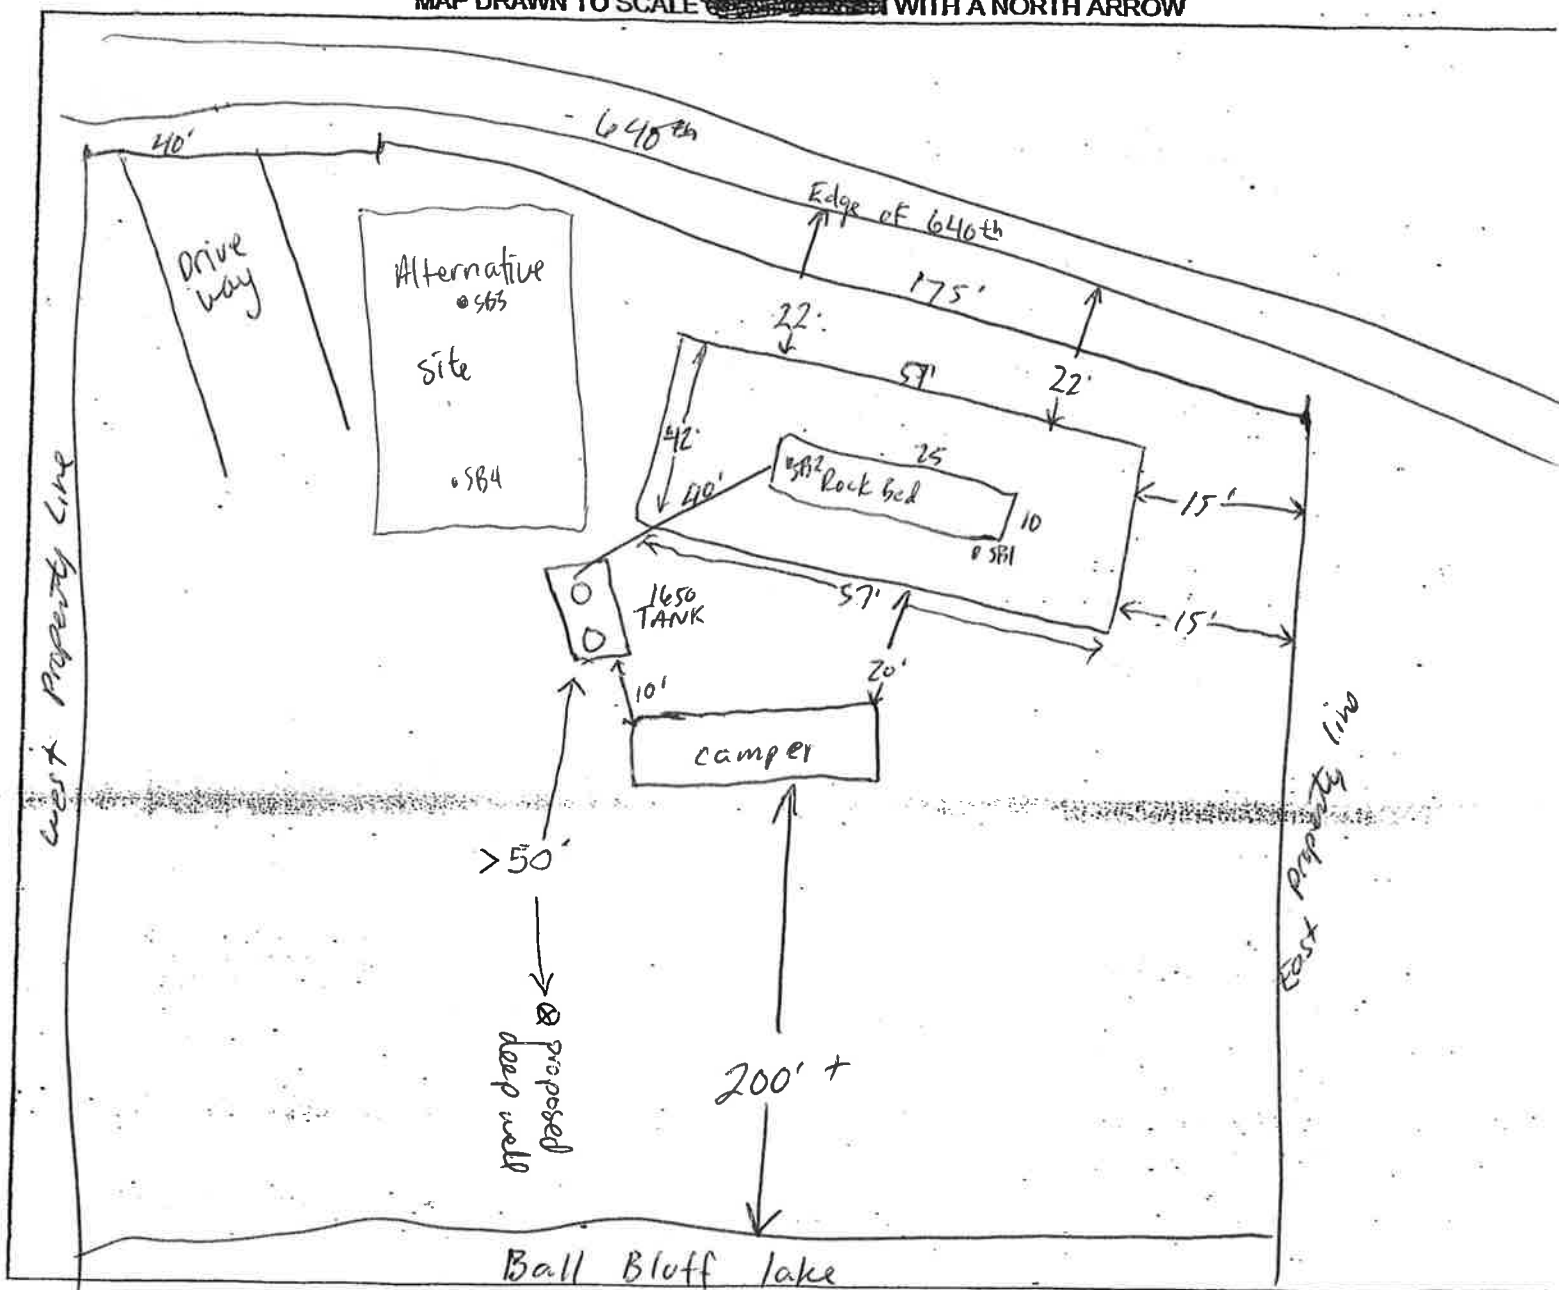 MAP DRAWN TO SCALE WITH A NORTH ARROW
640th
40'
Edge of 640th
Drive
way
Alternative
SB3
site
SB4
175'
22'
57'
22'
42'
25
SB2
Rock Bed
10
SB1
40'
15'
57'
15'
1650
TANK
10'
20'
camper
West Property Line
East Property line
>50'
proposed
deep well
200' +
Ball Bluff lake